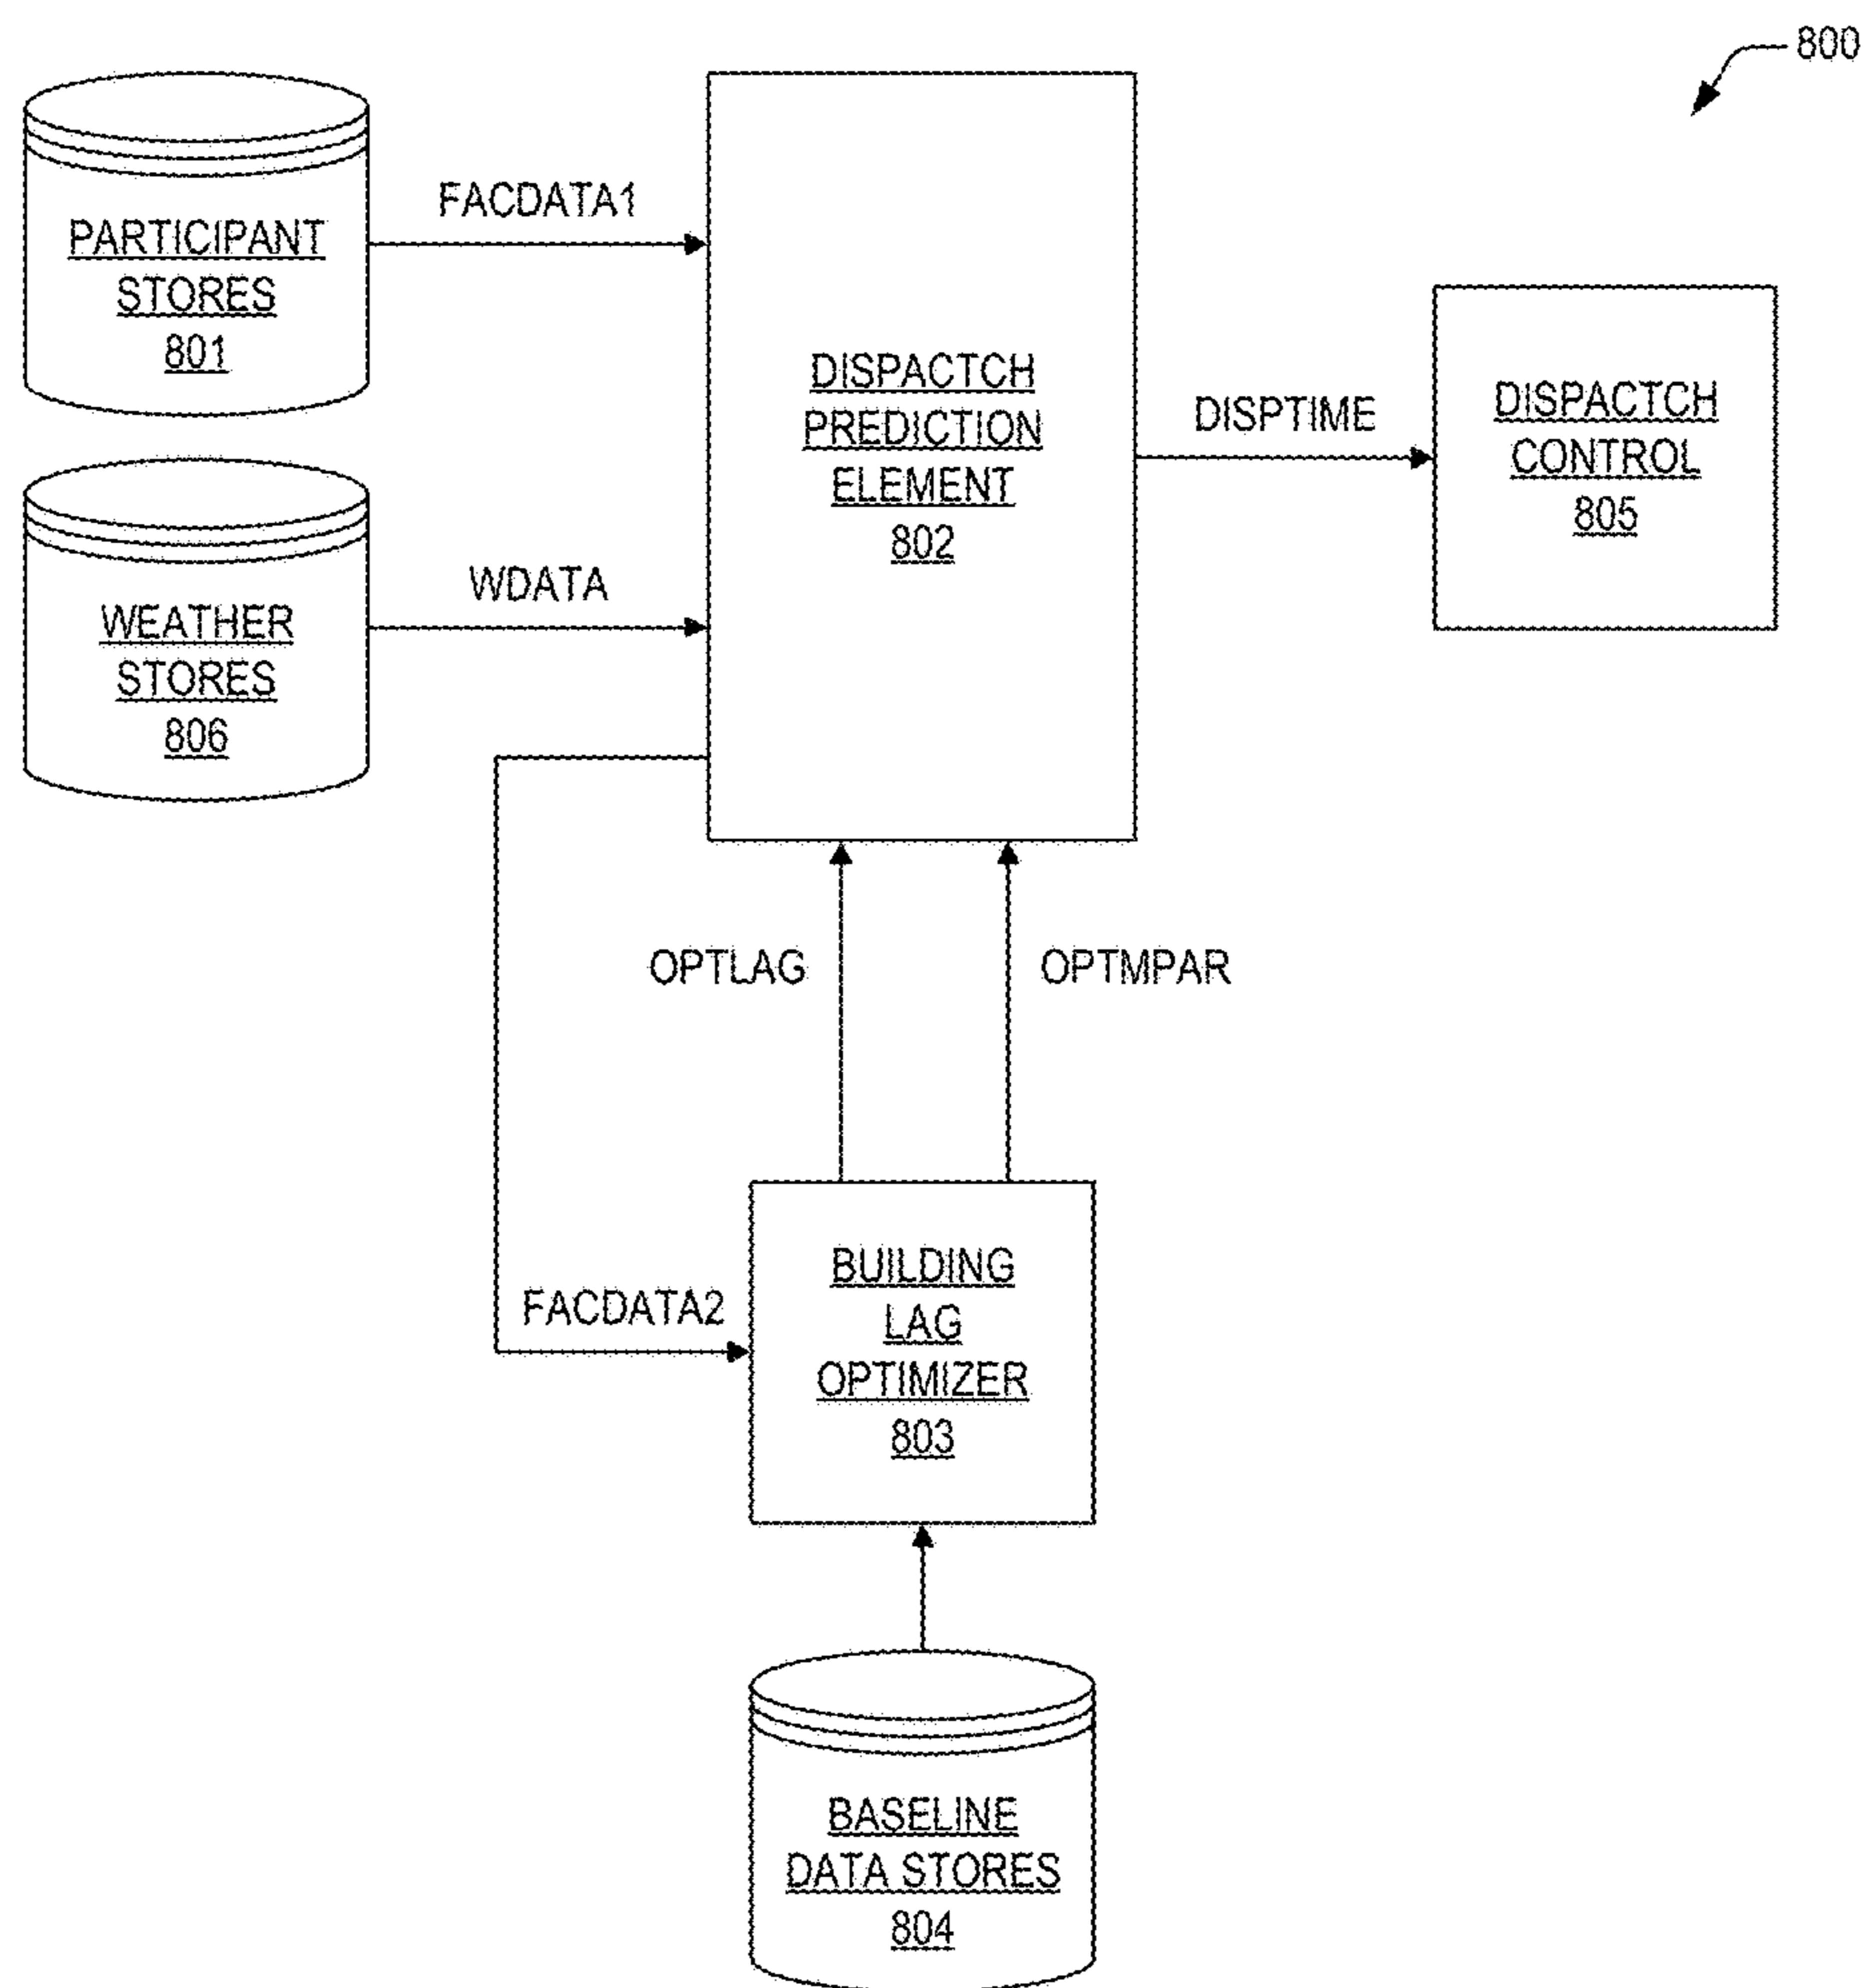 800
PARTICIPANT
STORES
801
FACDATA1
DISPACTCH
PREDICTION
ELEMENT
802
DISPTIME
DISPACTCH
CONTROL
805
WEATHER
STORES
806
WDATA
OPTLAG
OPTMPAR
FACDATA2
BUILDING
LAG
OPTIMIZER
803
BASELINE
DATA STORES
804